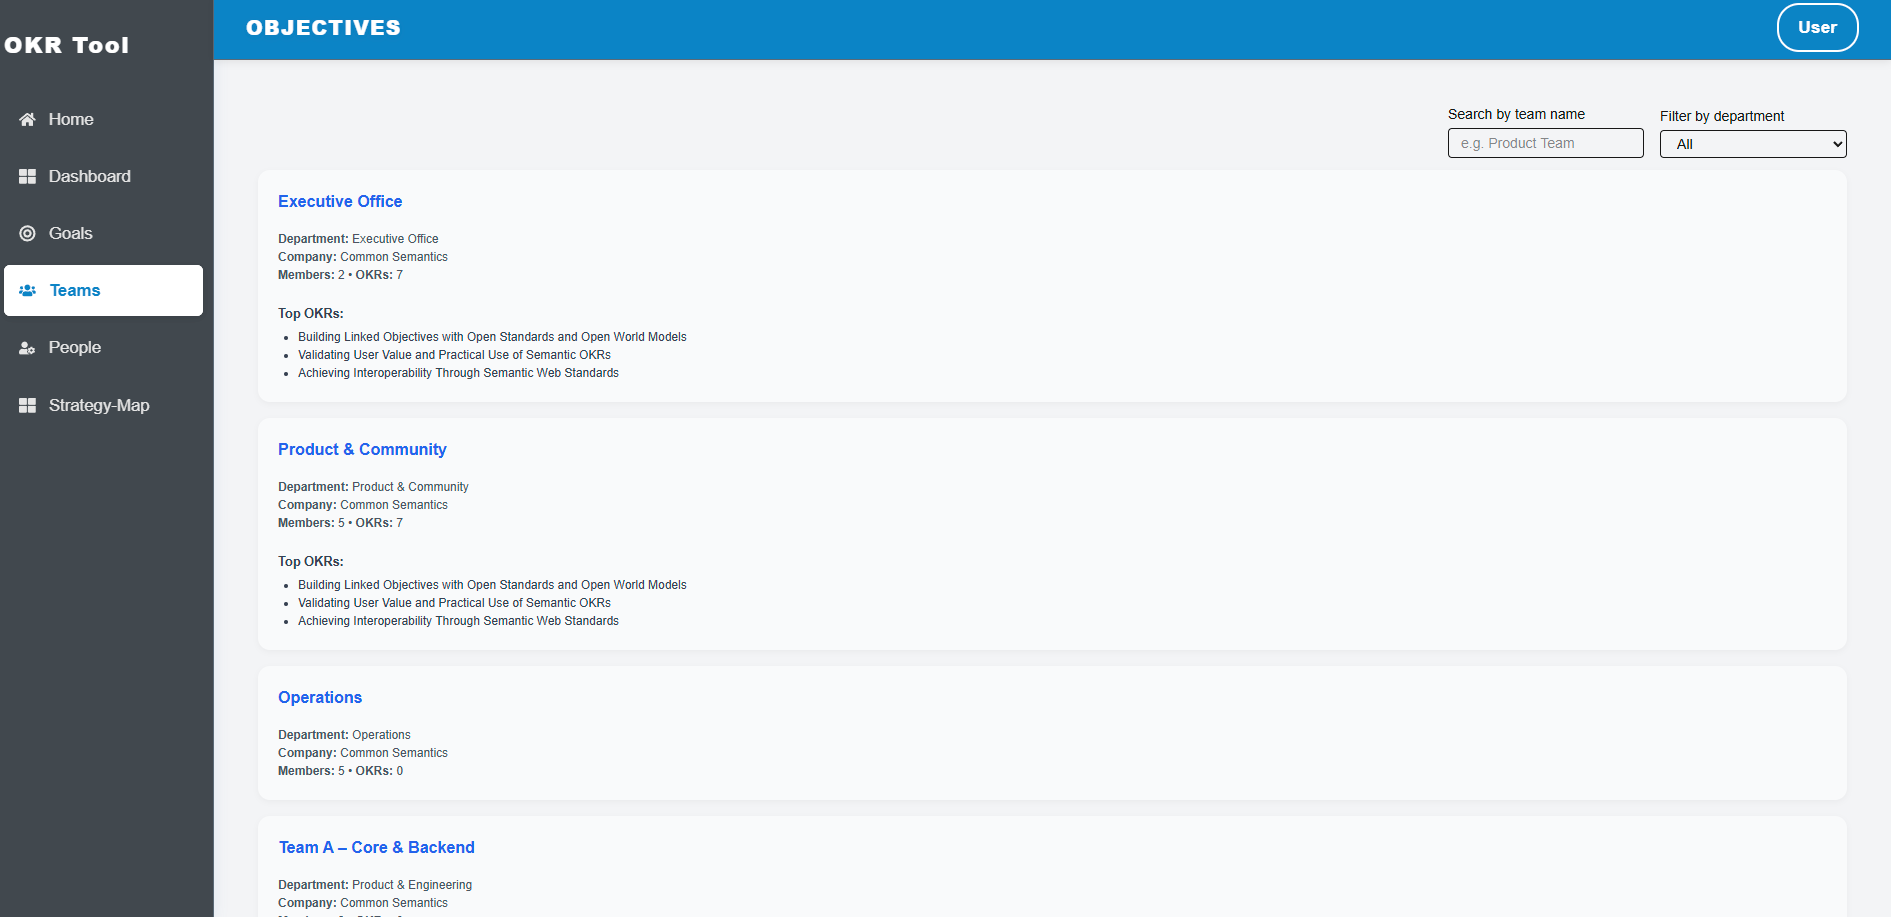 OKR Tool
Home
Dashboard
Goals
Teams
People
Strategy-Map
OBJECTIVES
User
Search by team name
e.g. Product Team
Filter by department
All
Executive Office
Department: Executive Office
Company: Common Semantics
Members: 2 • OKRs: 7
Top OKRs:
• Building Linked Objectives with Open Standards and Open World Models
• Validating User Value and Practical Use of Semantic OKRs
• Achieving Interoperability Through Semantic Web Standards
Product & Community
Department: Product & Community
Company: Common Semantics
Members: 5 • OKRs: 7
Top OKRs:
• Building Linked Objectives with Open Standards and Open World Models
• Validating User Value and Practical Use of Semantic OKRs
• Achieving Interoperability Through Semantic Web Standards
Operations
Department: Operations
Company: Common Semantics
Members: 5 • OKRs: 0
Team A – Core & Backend
Department: Product & Engineering
Company: Common Semantics